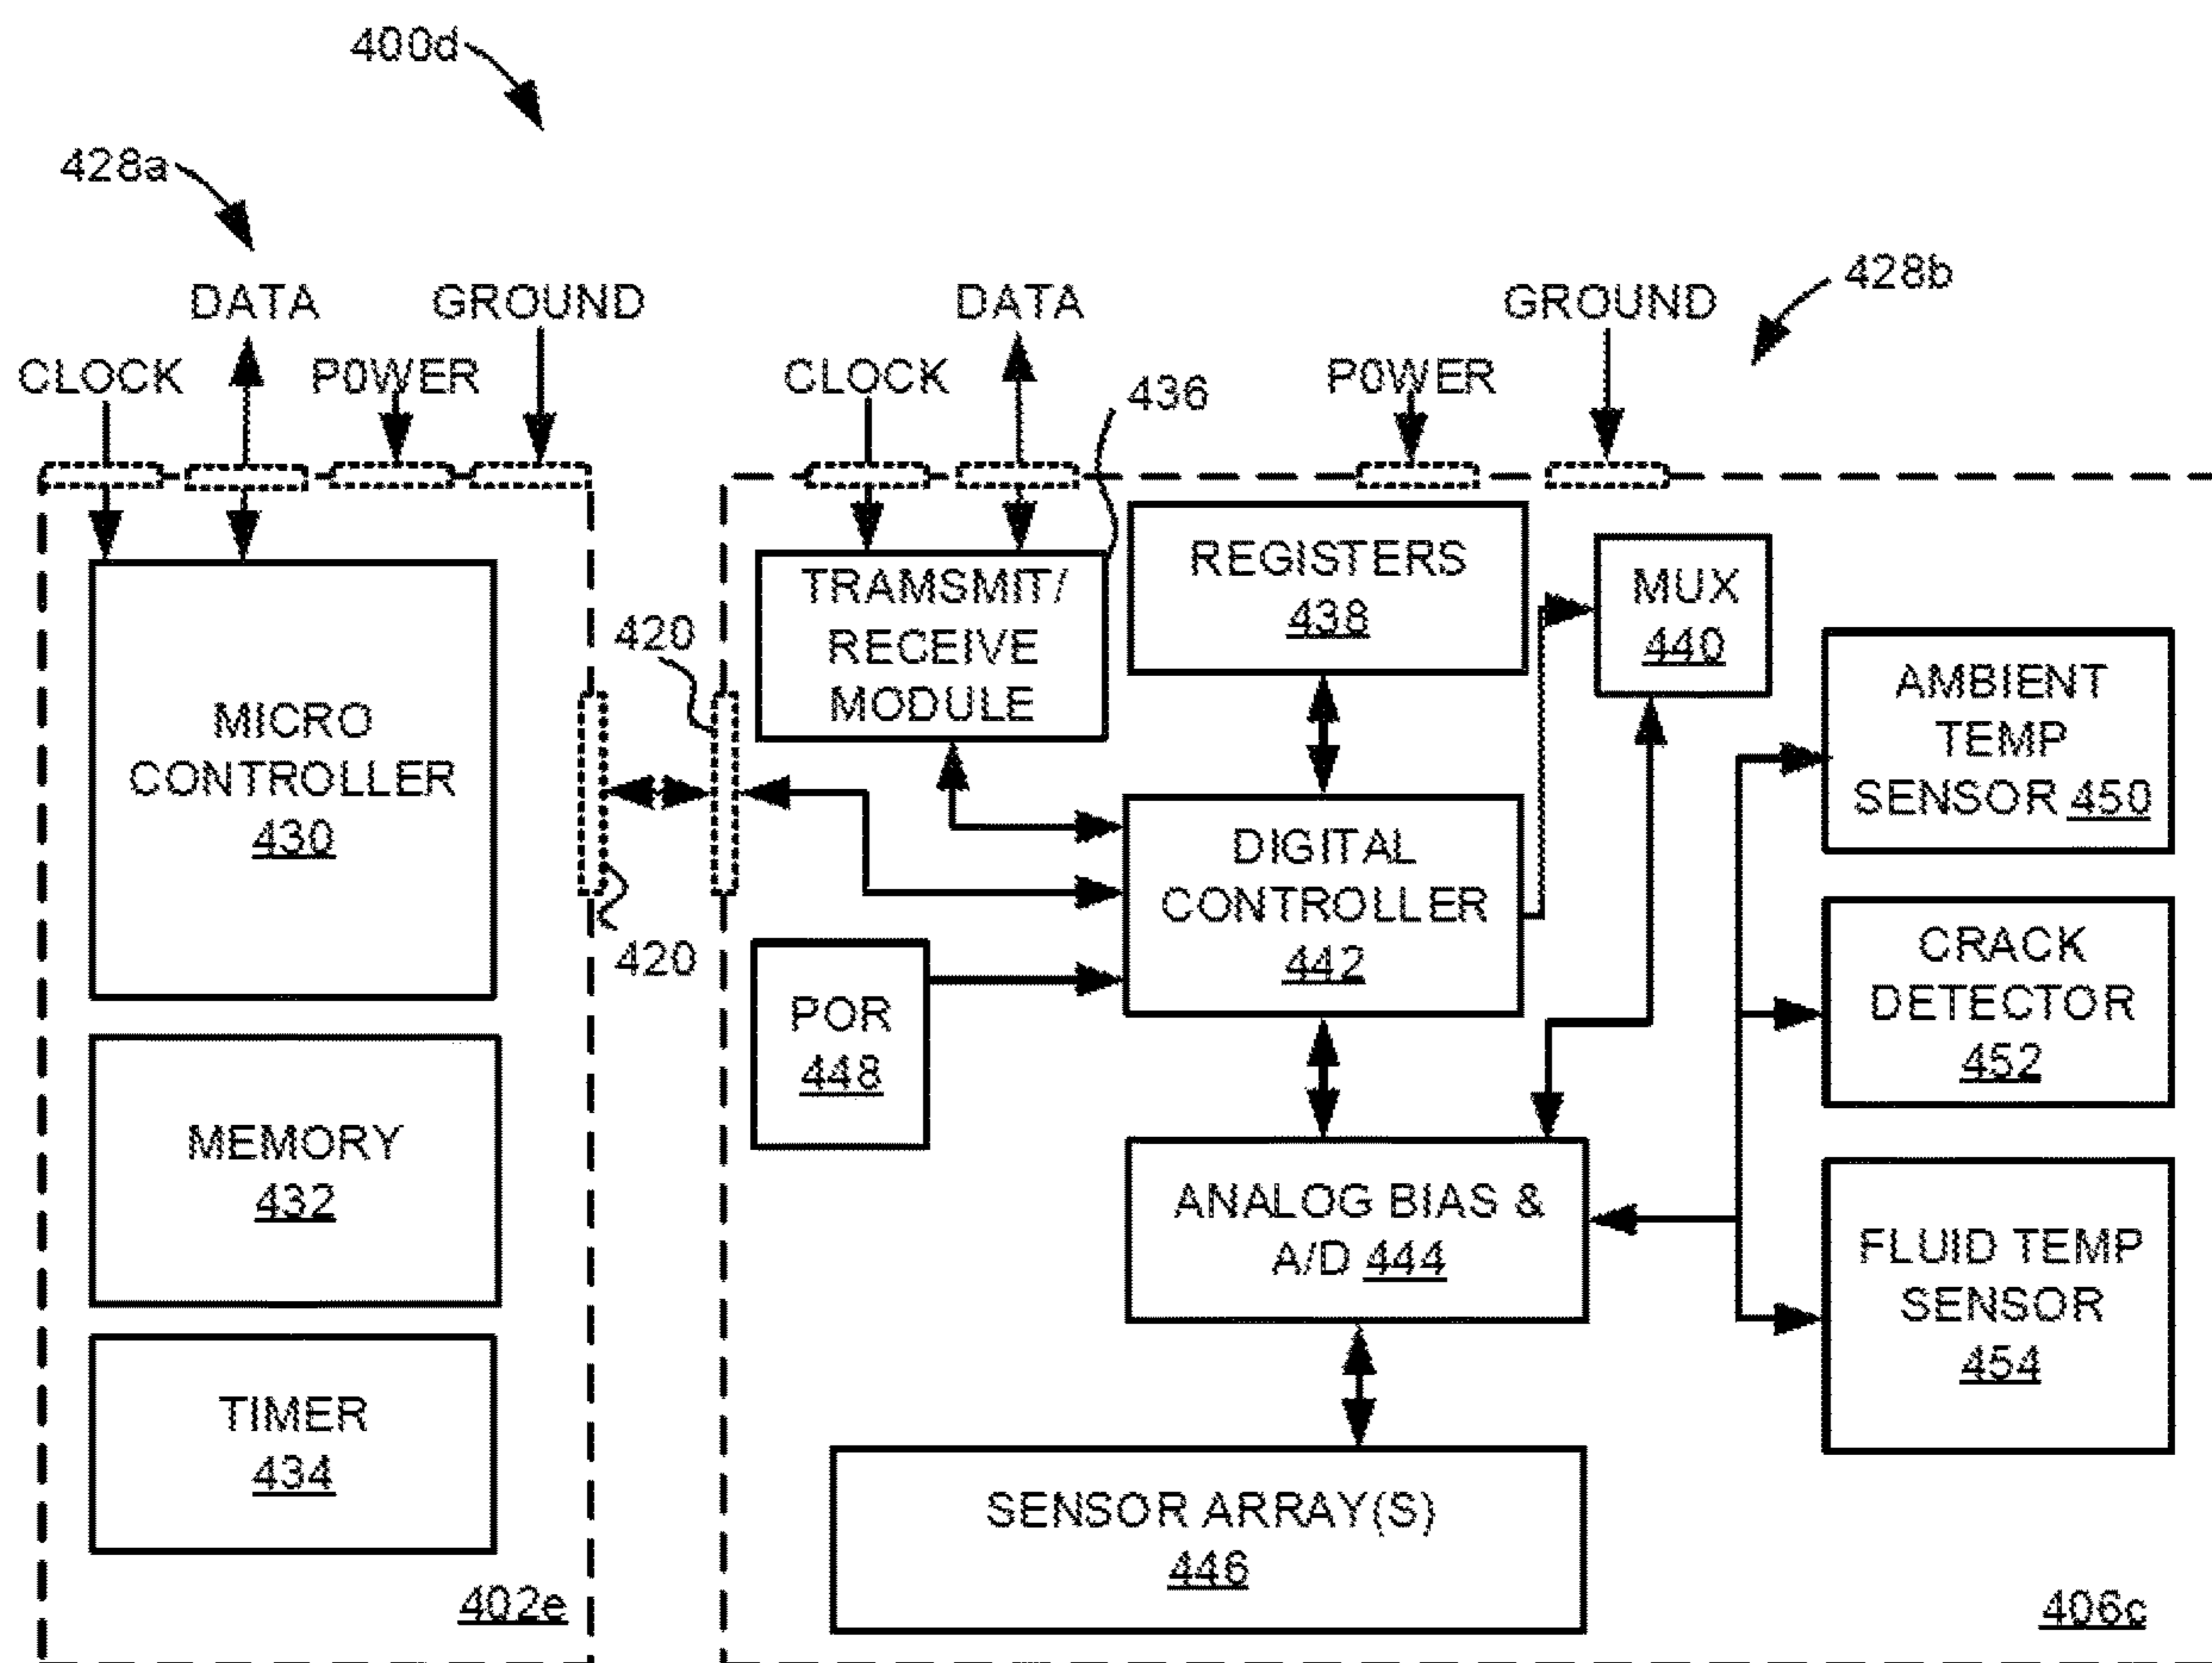 400d
428a
428b
DATA
GROUND
DATA
GROUND
CLOCK
P0WER
CLOCK
P0WER
436
MICRO
CONTROLLER
430
MEMORY
432
TIMER
434
402e
420
420
TRAMSMIT/
RECEIVE
MODULE
REGISTERS
438
MUX
440
DIGITAL
CONTROLLER
442
POR
448
ANALOG BIAS &
A/D 444
SENSOR ARRAY(S)
446
AMBIENT
TEMP
SENSOR 450
CRACK
DETECTOR
452
FLUID TEMP
SENSOR
454
406c